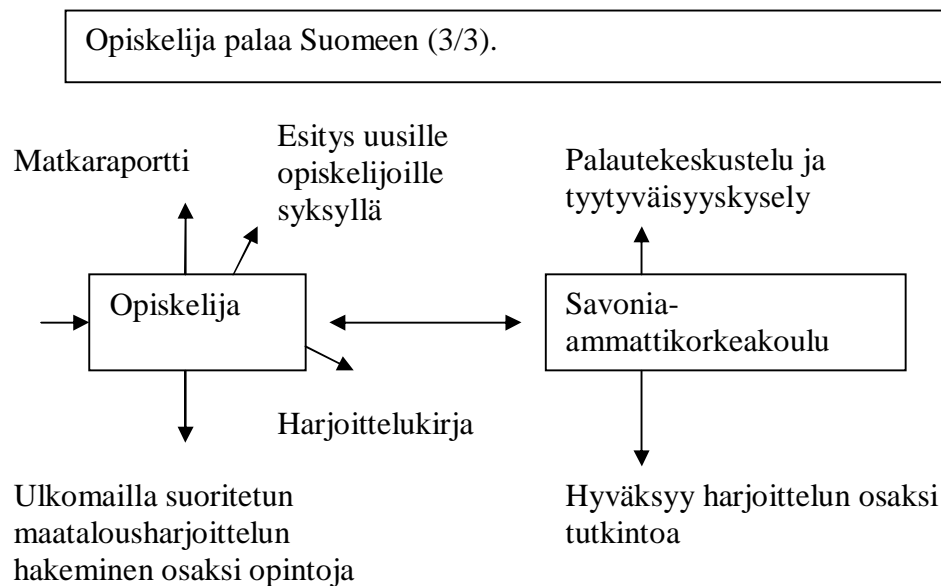 Opiskelija palaa Suomeen (3/3).
Matkaraportti
Esitys uusille
opiskelijoille
syksyllä
Palautekeskustelu ja
tyytyväisyyskysely
Opiskelija
Savonia-
ammattikorkeakoulu
Harjoittelukirja
Ulkomailla suoritetun
maatalousharjoittelun
hakeminen osaksi opintoja
Hyväksyy harjoittelun osaksi
tutkintoa